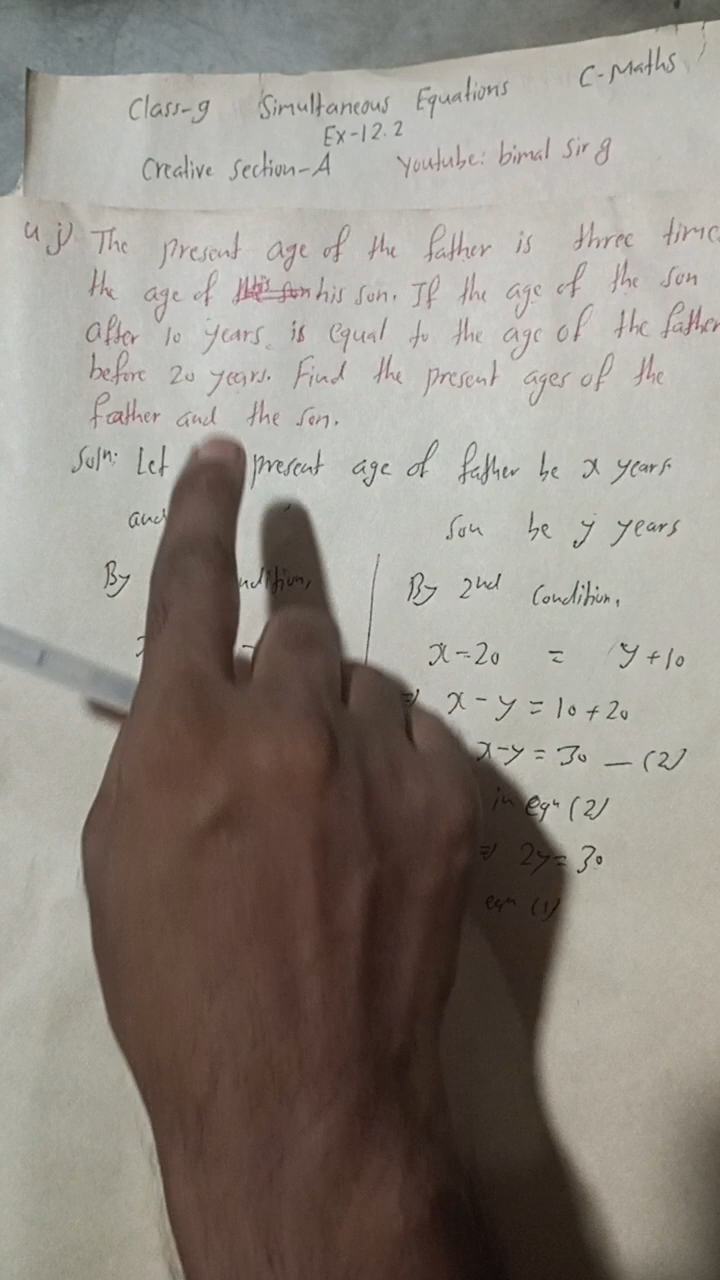 Class-9 Simultaneous Equations C-Maths
Ex-12.2
Creative Section-A Youtube: bimal sir g
4 j) The present age of the father is three time
the age of his son. If the age of the son
after 10 years is equal to the age of the father
before 20 years. Find the present ages of the
father and the son.
Soln: Let present age of father be x years
and son be y years
By
By 2nd Condition,
x-20 = y+10
⇒ x-y = 10+20
x-y = 30 — (2)
in eqn (2)
⇒ 2y = 30
eqn (1)